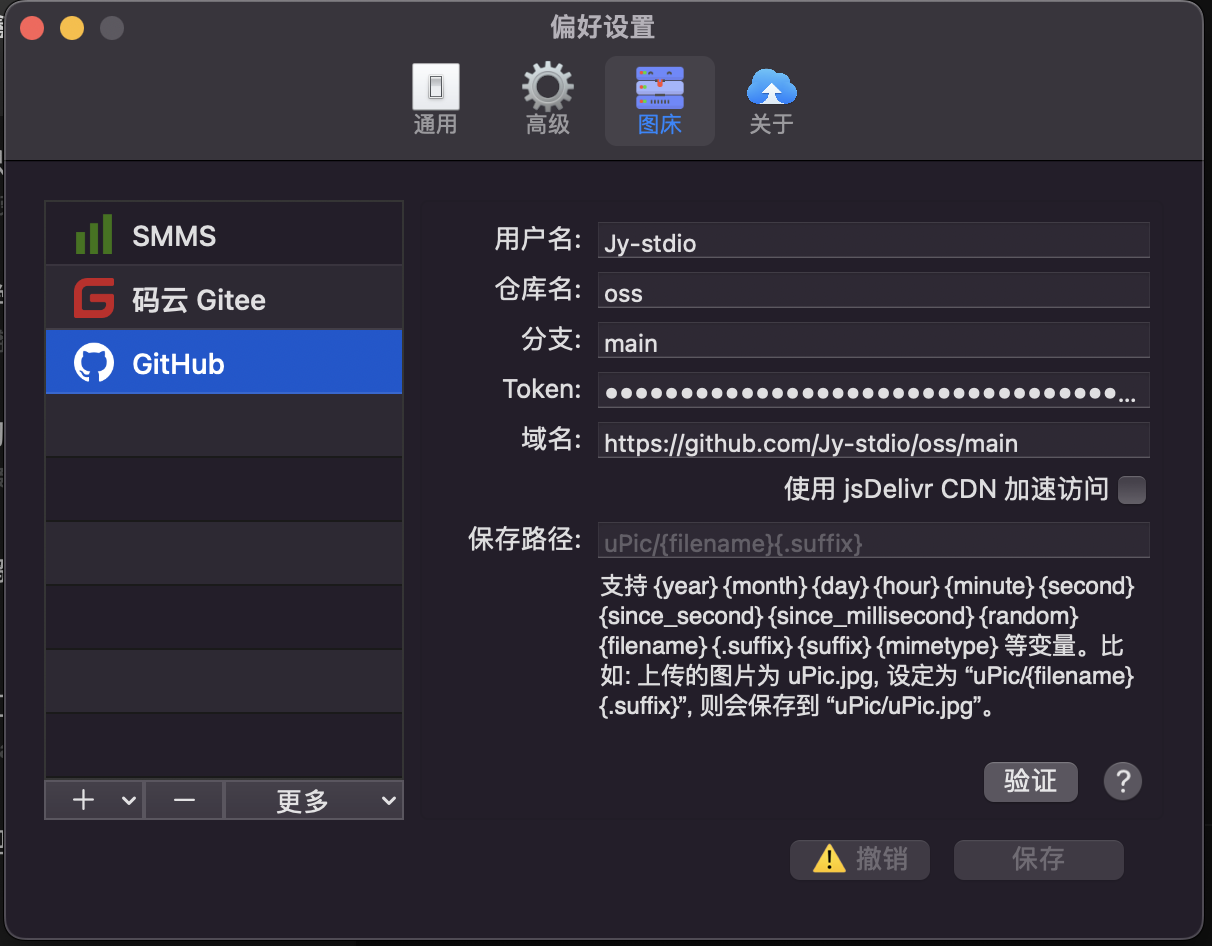 偏好设置
通用
高级
图床
关于
SMMS
码云 Gitee
GitHub
更多
用户名: Jy-stdio
仓库名: oss
分支: main
Token: ●●●●●●●●●●●●●●●●●●●●●●●●●●●●●●●●●●...
域名: https://github.com/Jy-stdio/oss/main
使用 jsDelivr CDN 加速访问
保存路径: uPic/{filename}{.suffix}
支持 {year} {month} {day} {hour} {minute} {second}
{since_second} {since_millisecond} {random}
{filename} {.suffix} {suffix} {mimetype} 等变量。比
如: 上传的图片为 uPic.jpg, 设定为 “uPic/{filename}
{.suffix}”, 则会保存到 “uPic/uPic.jpg”。
验证
?
撤销
保存